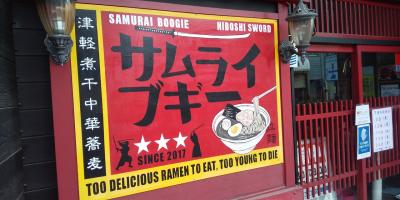 SAMURAI BOOGIE NIBOSHI SWORD
津軽煮干中華蕎麦
サムライ
ブギー
SINCE 2017
TOO DELICIOUS RAMEN TO EAT, TOO YOUNG TO DIE